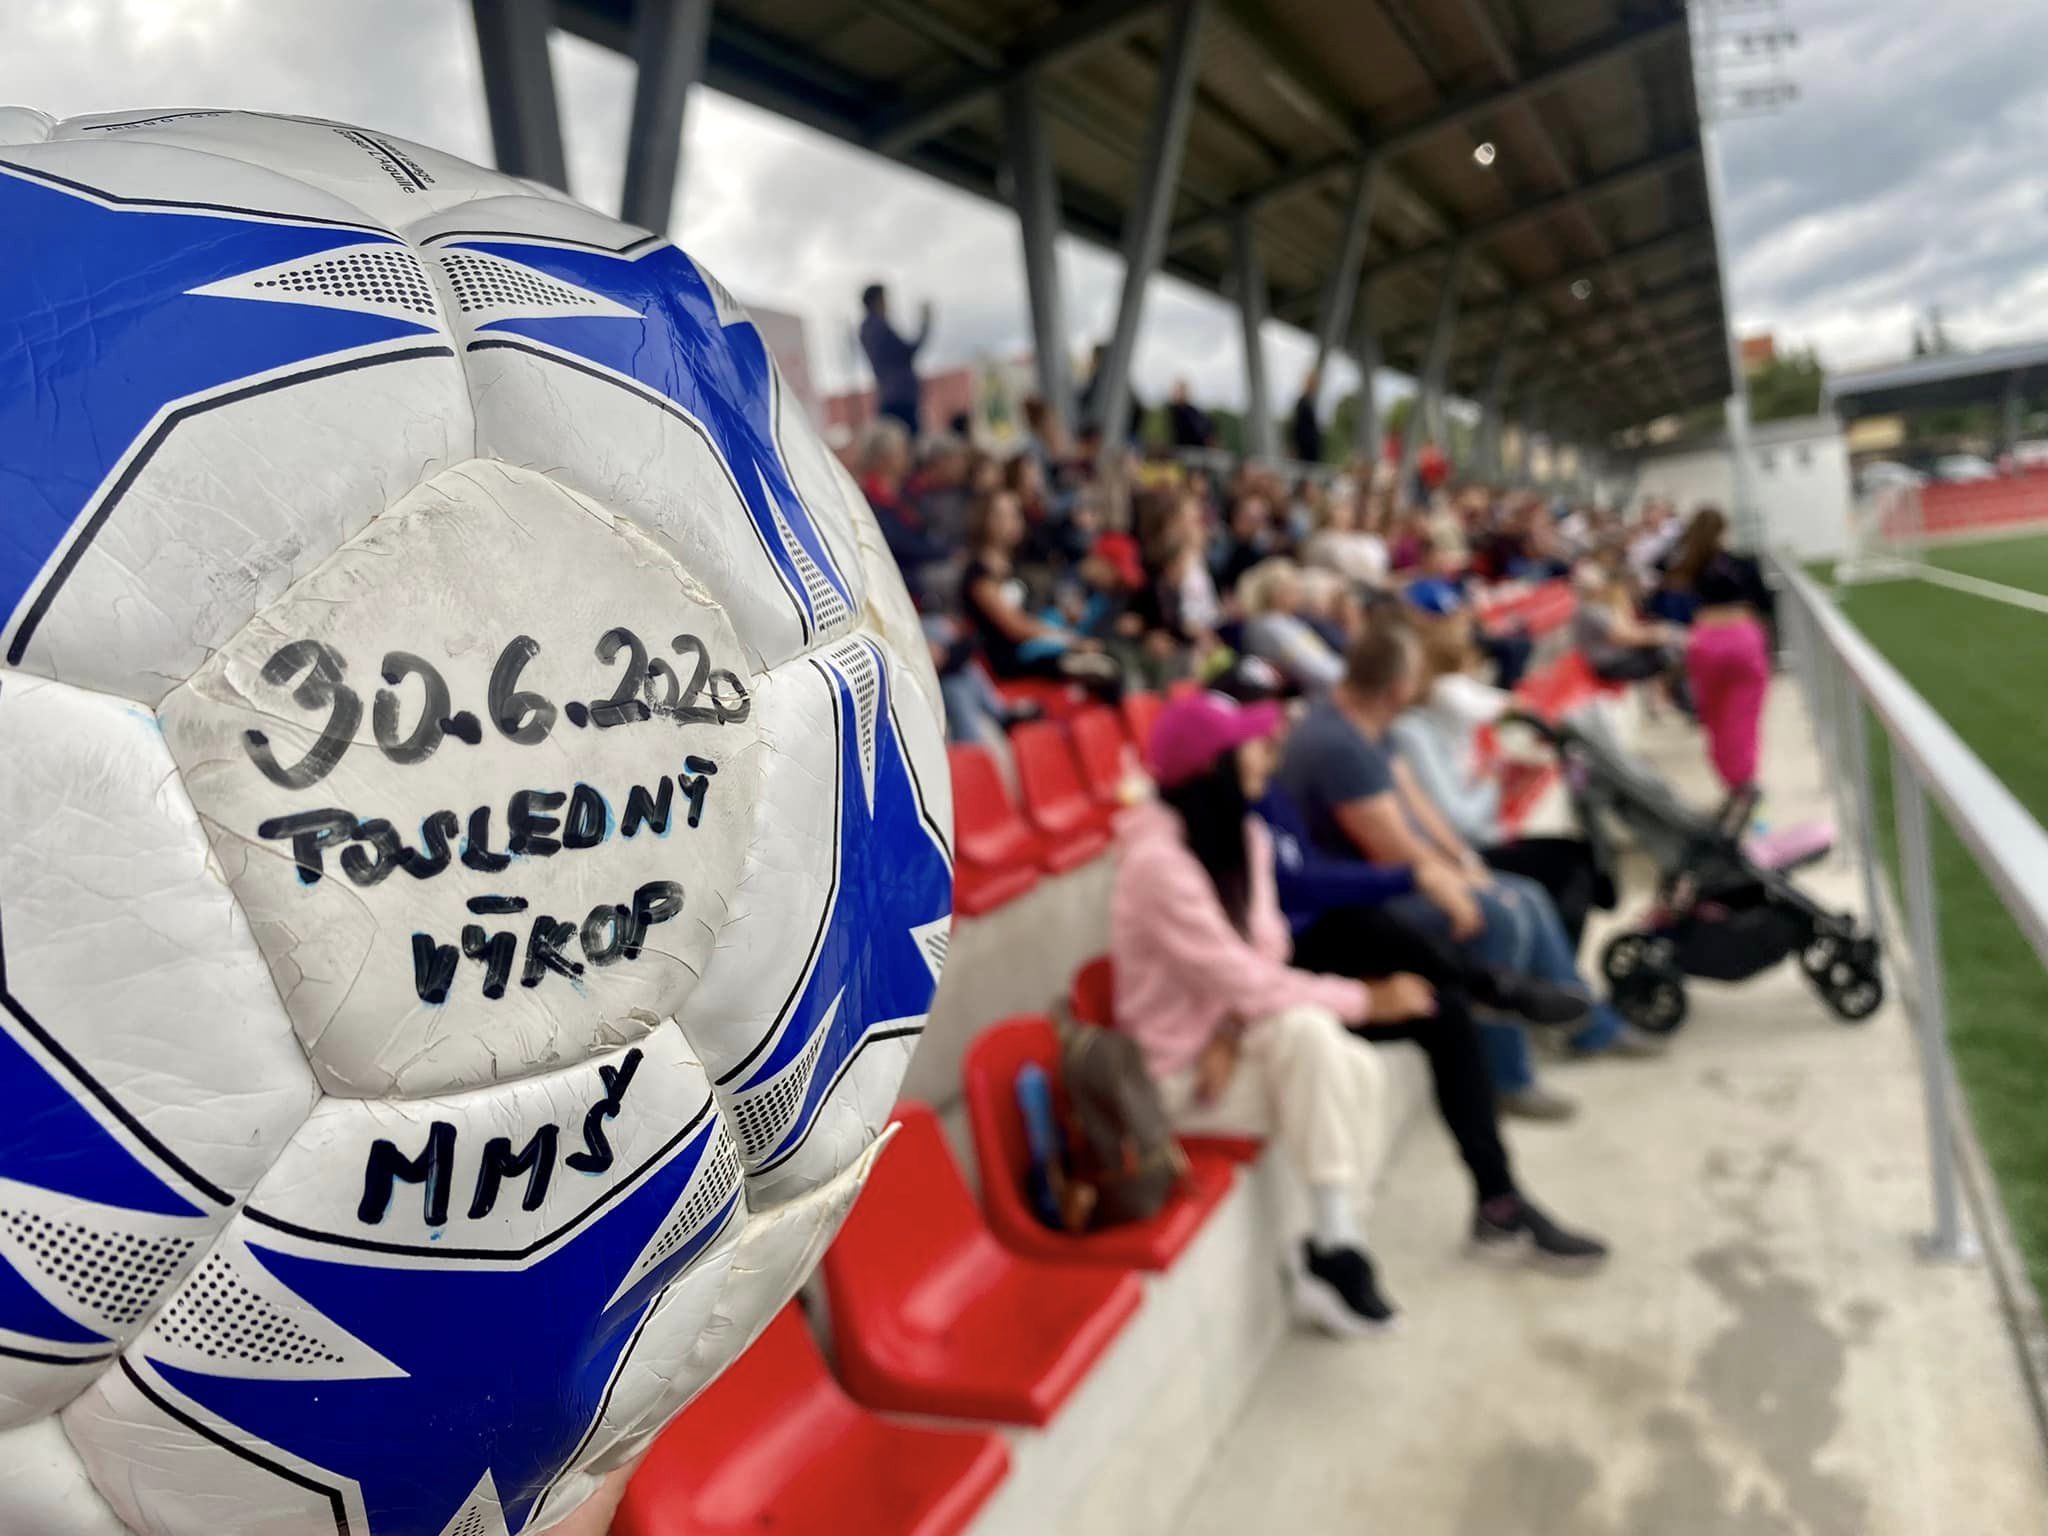 30.6.2020
POSLEDNÝ
VÝKOP
MMŠ